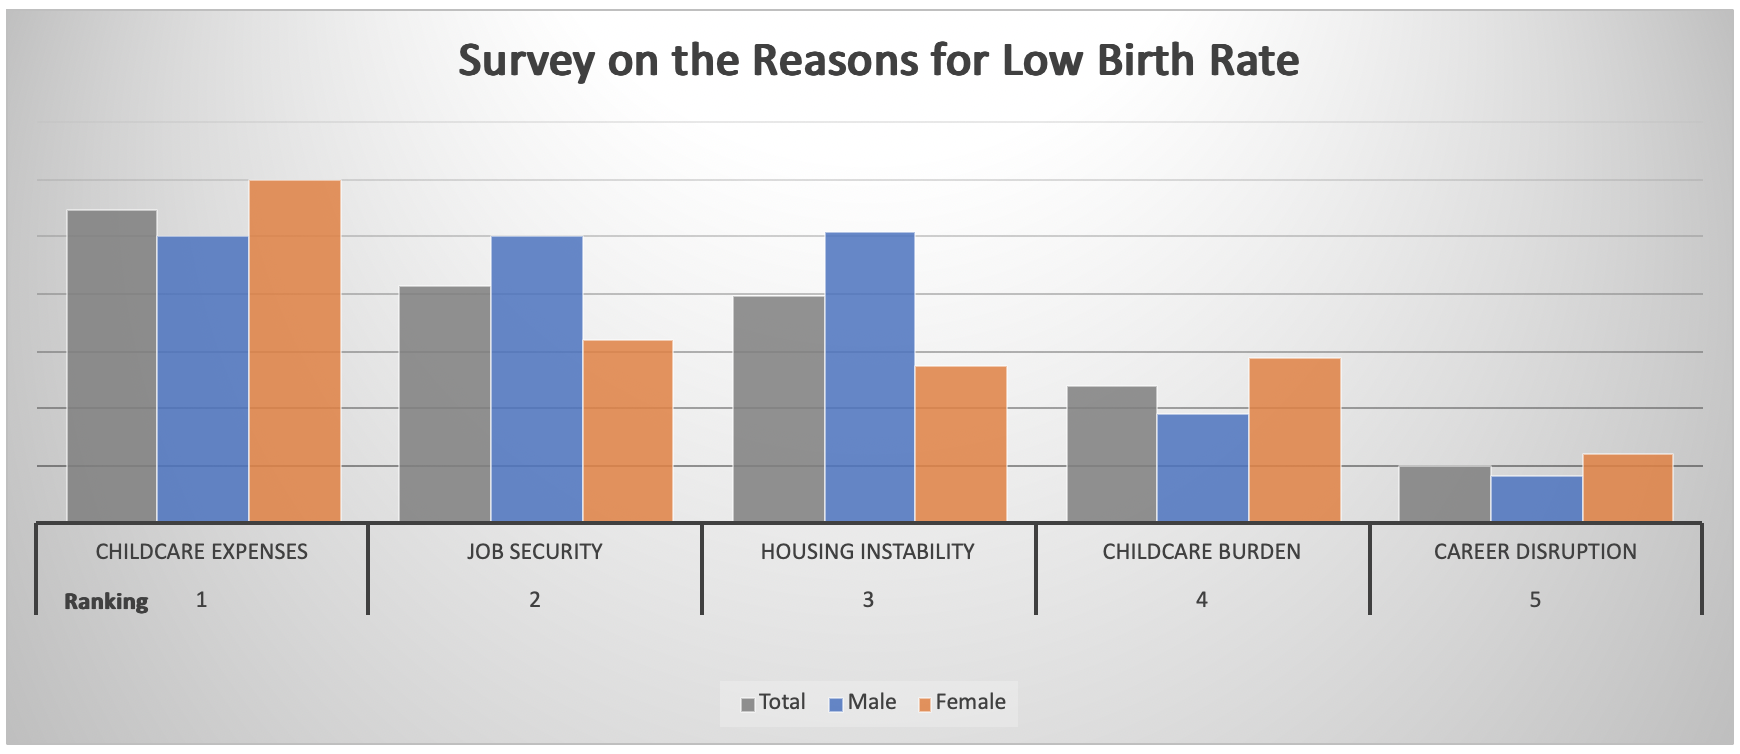 Survey on the Reasons for Low Birth Rate
CHILDCARE EXPENSES JOB SECURITY HOUSING INSTABILITY CHILDCARE BURDEN CAREER DISRUPTION
Ranking 1 2 3 4 5
Total Male Female